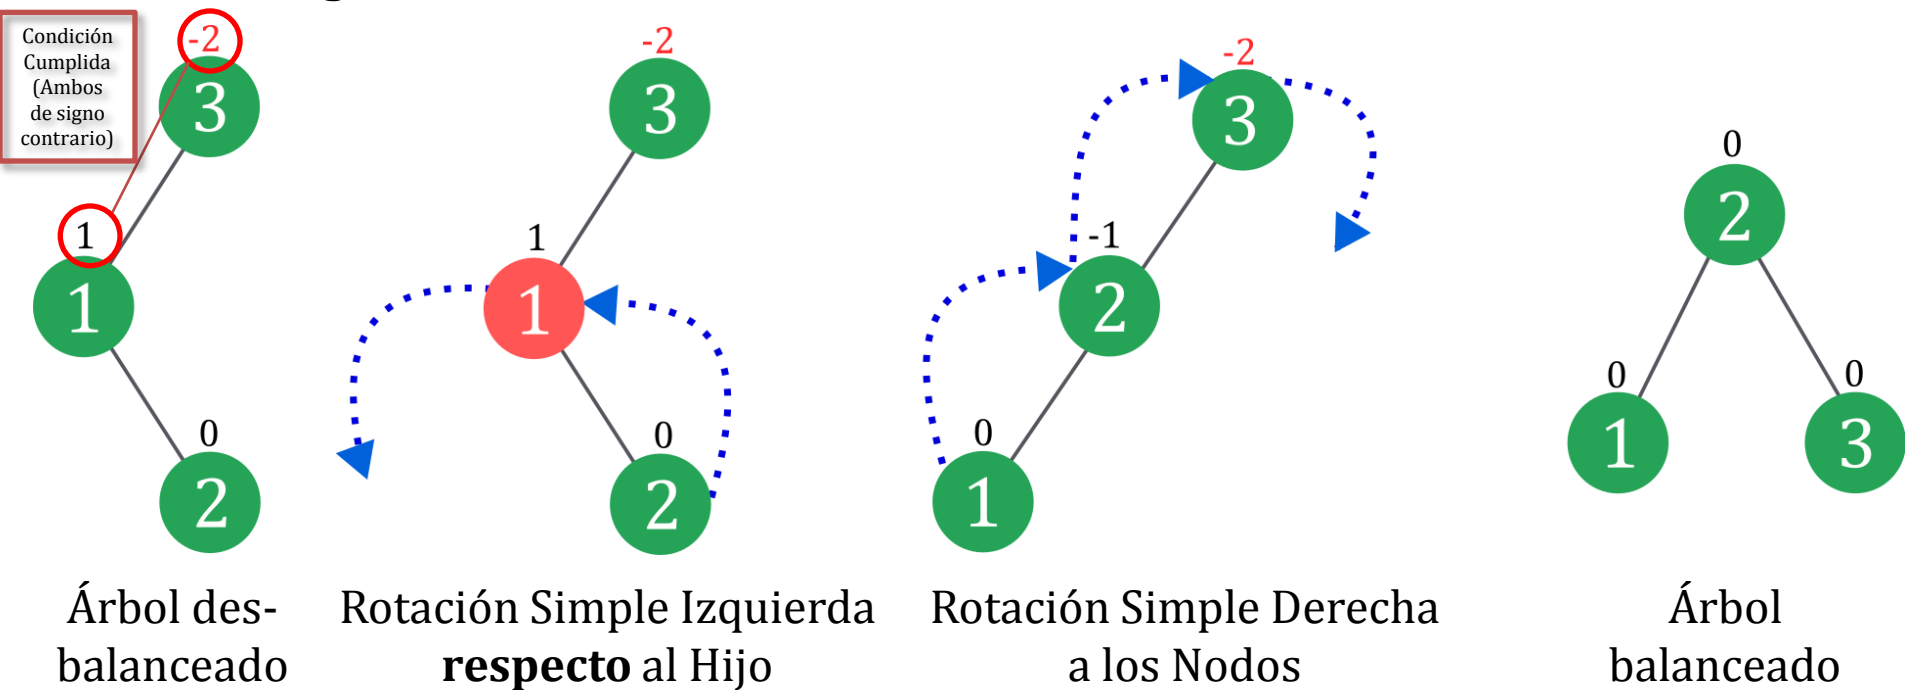 Condición
Cumplida
(Ambos
de signo
contrario)
-2
3
1
1
0
2
Árbol des-
balanceado
-2
3
1
1
0
2
Rotación Simple Izquierda
respecto al Hijo
-2
3
-1
2
0
1
Rotación Simple Derecha
a los Nodos
0
2
0
1
0
3
Árbol
balanceado